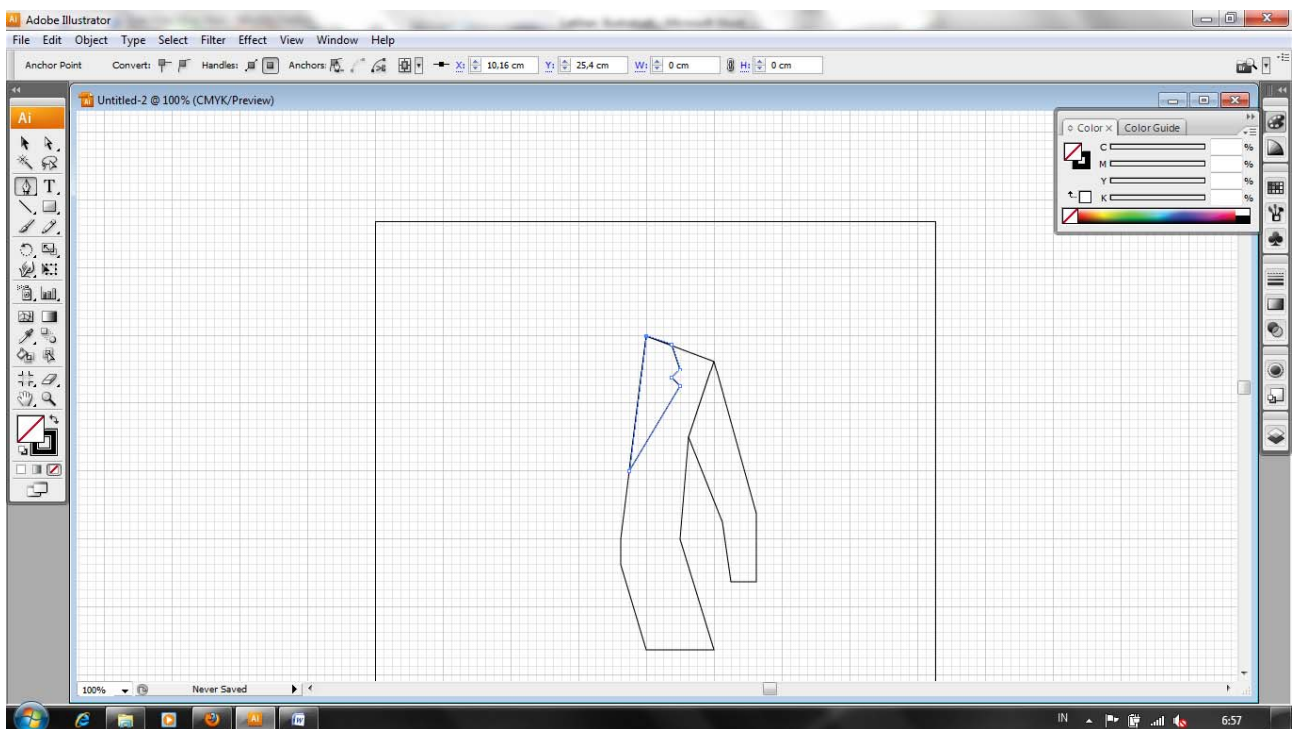 Adobe Illustrator
File Edit Object Type Select Filter Effect View Window Help
Anchor Point Convert: Handles: Anchors: X: 10,16 cm Y: 25,4 cm W: 0 cm H: 0 cm
Untitled-2 @ 100% (CMYK/Preview)
Ai
Color × Color Guide
C %
M %
Y %
K %
100% Never Saved
IN 6:57